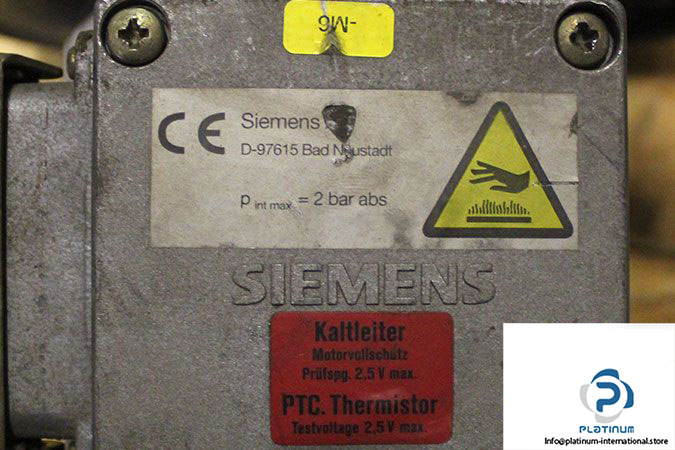 -M6
CE Siemens
D-97615 Bad Neustadt
p int max = 2 bar abs
SIEMENS
Kaltleiter
Motorvollschutz
Prüfspg. 2,5 V max.
PTC. Thermistor
Testvoltage 2,5 V max.
PLATINUM
Info@platinum-international.store